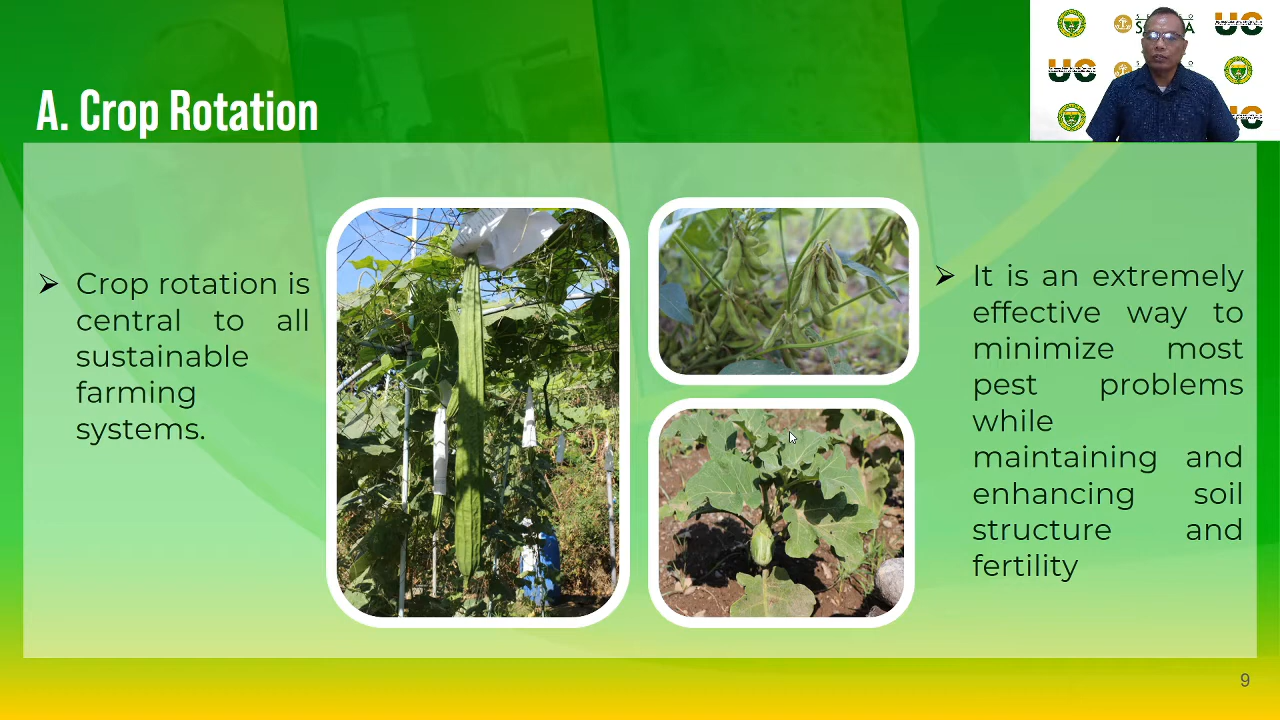 A. Crop Rotation
➢ Crop rotation is
central to all
sustainable
farming
systems.
➢ It is an extremely
effective way to
minimize most
pest problems
while
maintaining and
enhancing soil
structure and
fertility
9